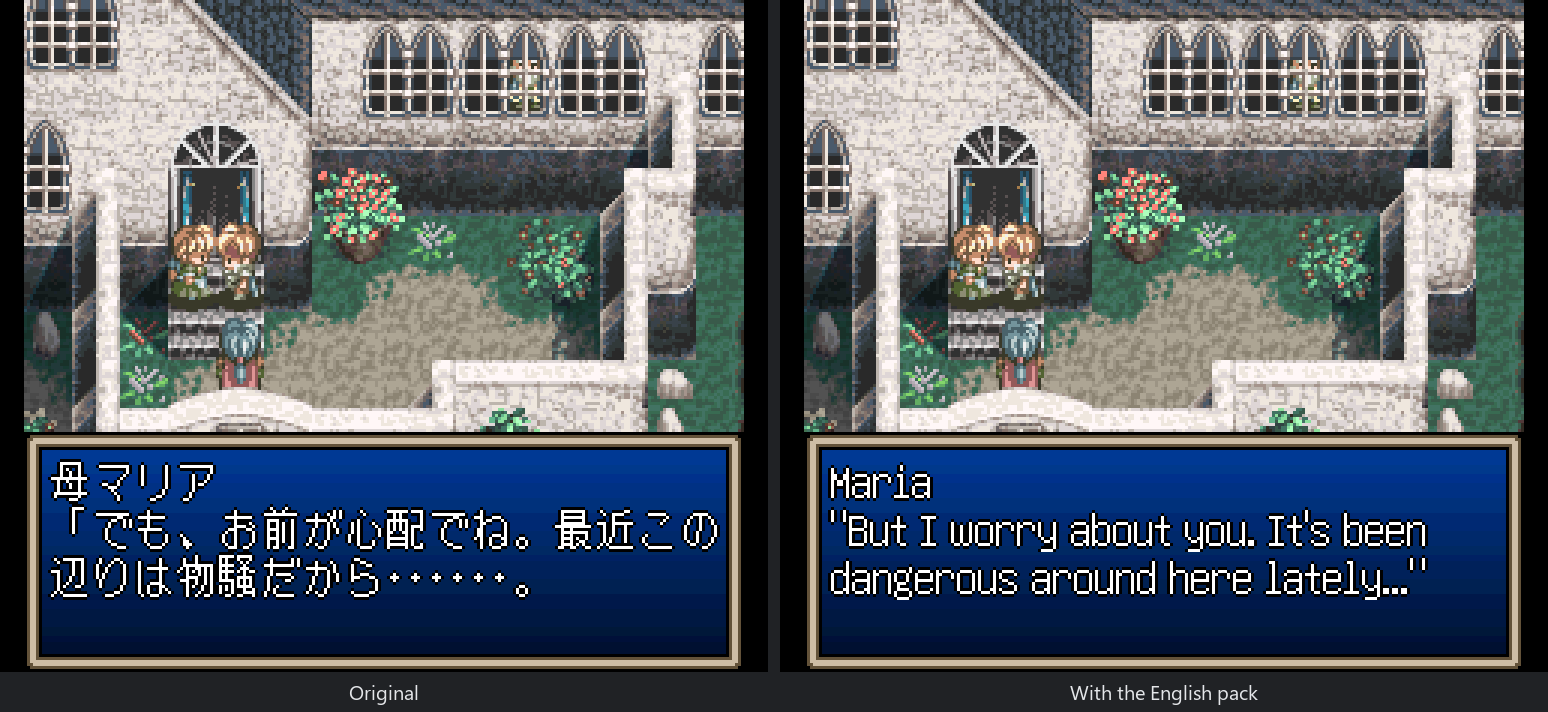 母マリア
「でも、お前が心配でね。最近この
辺りは物騒だから・・・・・・。
Maria
"But I worry about you. It's been
dangerous around here lately..."
Original
With the English pack